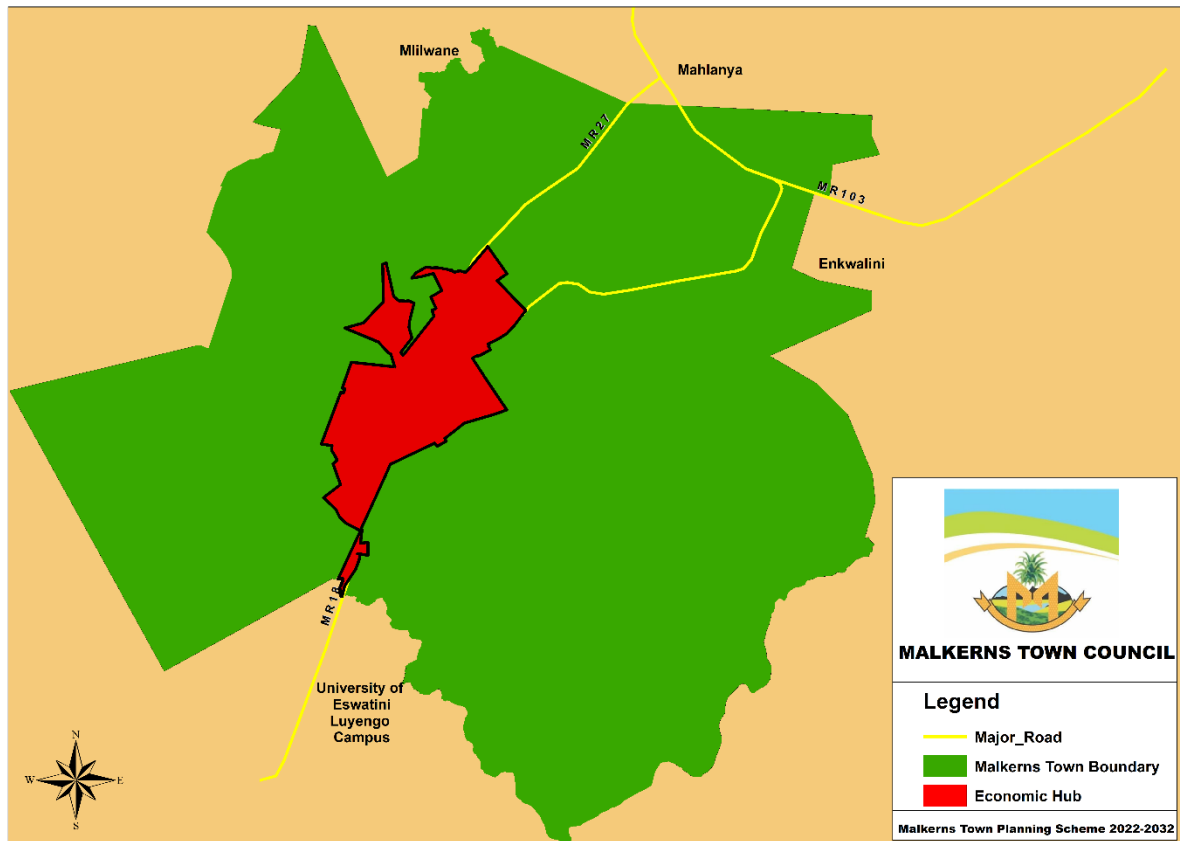 Mlilwane
Mahlanya
MR27
MR103
Enkwalini
MR18
University of
Eswatini
Luyengo
Campus
N
W
E
S
MALKERNS TOWN COUNCIL
Legend
Major_Road
Malkerns Town Boundary
Economic Hub
Malkerns Town Planning Scheme 2022-2032